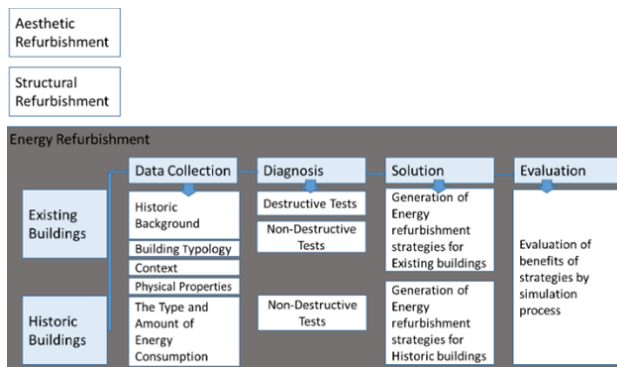 Aesthetic
Refurbishment
Structural
Refurbishment
Energy Refurbishment
Data Collection
Diagnosis
Solution
Evaluation
Existing
Buildings
Historic
Buildings
Historic
Background
Building Typology
Context
Physical Properties
The Type and
Amount of
Energy
Consumption
Destructive Tests
Non-Destructive
Tests
Non-Destructive
Tests
Generation of
Energy
refurbishment
strategies for
Existing buildings
Generation of
Energy
refurbishment
strategies for
Historic buildings
Evaluation of
benefits of
strategies by
simulation
process